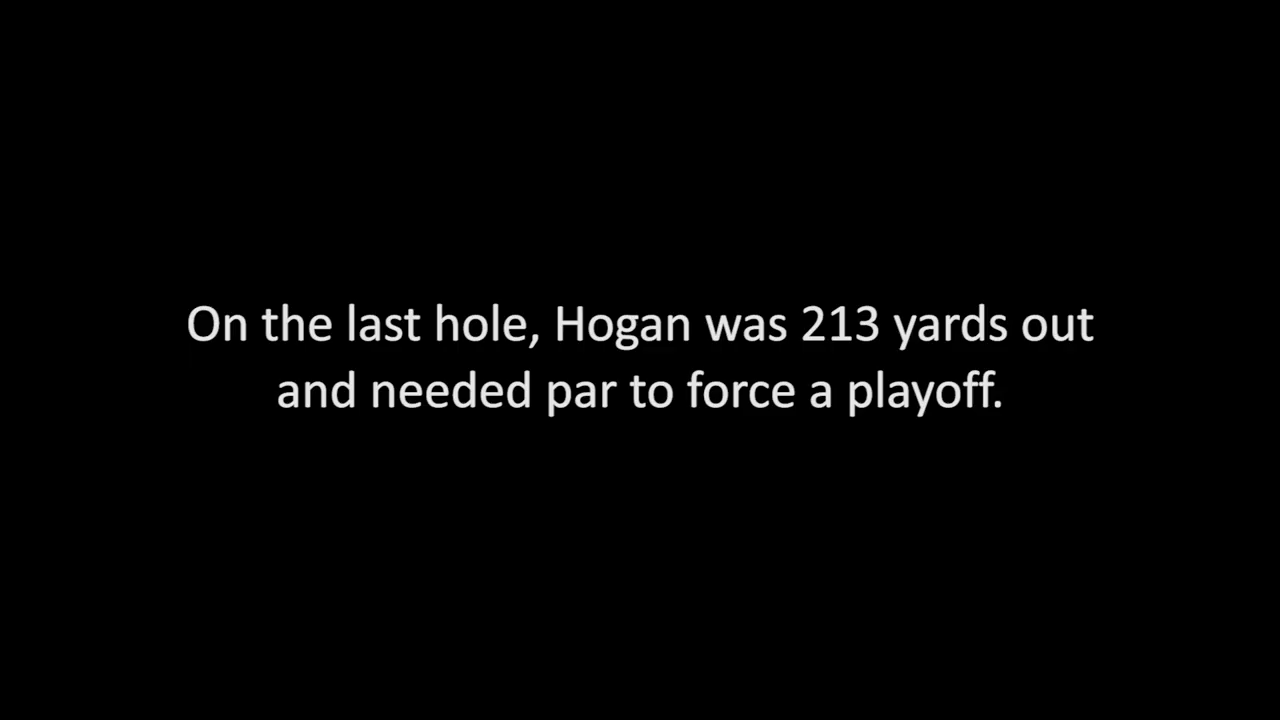 On the last hole, Hogan was 213 yards out
and needed par to force a playoff.